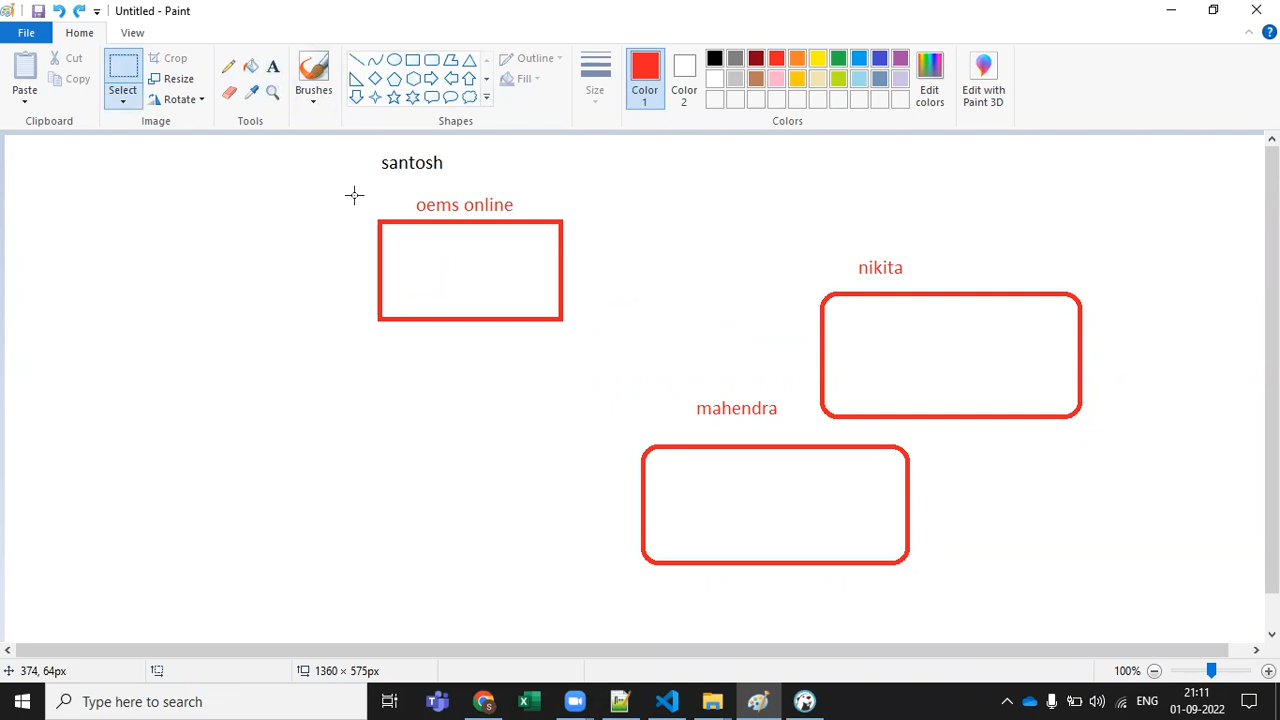 Untitled - Paint
File
Home
View
Paste
Cut
Copy
Clipboard
Select
Crop
Resize
Rotate
Image
A
Tools
Brushes
Outline
Fill
Shapes
Size
Color 1
Color 2
Edit colors
Colors
Edit with Paint 3D
santosh
oems online
nikita
mahendra
374, 64px
1360 × 575px
100%
Type here to search
ENG
21:11
01-09-2022